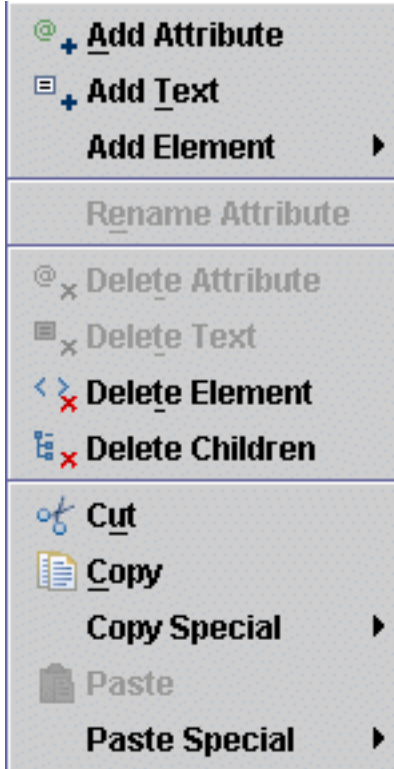 Add Attribute
Add Text
Add Element
Rename Attribute
Delete Attribute
Delete Text
Delete Element
Delete Children
Cut
Copy
Copy Special
Paste
Paste Special